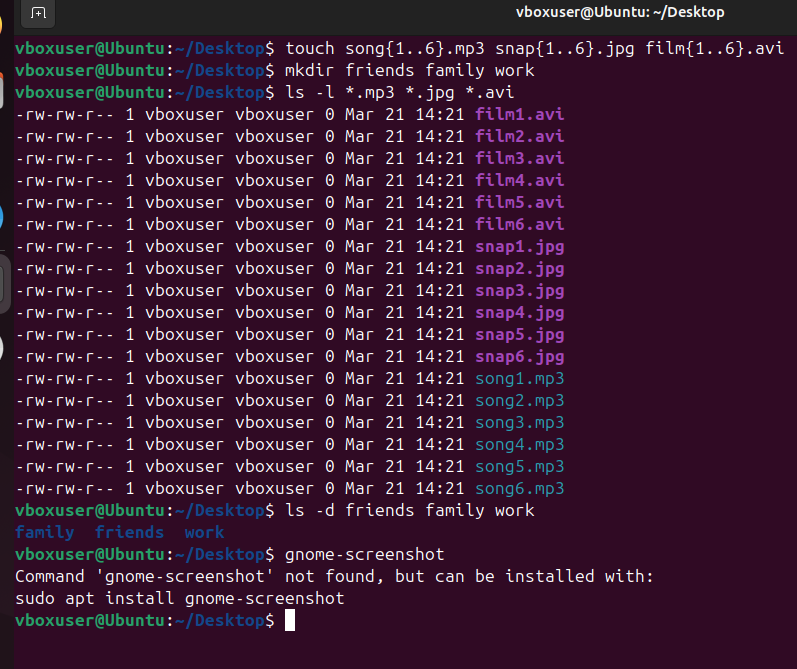 vboxuser@Ubuntu: ~/Desktop
vboxuser@Ubuntu:~/Desktop$ touch song{1..6}.mp3 snap{1..6}.jpg film{1..6}.avi
vboxuser@Ubuntu:~/Desktop$ mkdir friends family work
vboxuser@Ubuntu:~/Desktop$ ls -l *.mp3 *.jpg *.avi
-rw-rw-r-- 1 vboxuser vboxuser 0 Mar 21 14:21 film1.avi
-rw-rw-r-- 1 vboxuser vboxuser 0 Mar 21 14:21 film2.avi
-rw-rw-r-- 1 vboxuser vboxuser 0 Mar 21 14:21 film3.avi
-rw-rw-r-- 1 vboxuser vboxuser 0 Mar 21 14:21 film4.avi
-rw-rw-r-- 1 vboxuser vboxuser 0 Mar 21 14:21 film5.avi
-rw-rw-r-- 1 vboxuser vboxuser 0 Mar 21 14:21 film6.avi
-rw-rw-r-- 1 vboxuser vboxuser 0 Mar 21 14:21 snap1.jpg
-rw-rw-r-- 1 vboxuser vboxuser 0 Mar 21 14:21 snap2.jpg
-rw-rw-r-- 1 vboxuser vboxuser 0 Mar 21 14:21 snap3.jpg
-rw-rw-r-- 1 vboxuser vboxuser 0 Mar 21 14:21 snap4.jpg
-rw-rw-r-- 1 vboxuser vboxuser 0 Mar 21 14:21 snap5.jpg
-rw-rw-r-- 1 vboxuser vboxuser 0 Mar 21 14:21 snap6.jpg
-rw-rw-r-- 1 vboxuser vboxuser 0 Mar 21 14:21 song1.mp3
-rw-rw-r-- 1 vboxuser vboxuser 0 Mar 21 14:21 song2.mp3
-rw-rw-r-- 1 vboxuser vboxuser 0 Mar 21 14:21 song3.mp3
-rw-rw-r-- 1 vboxuser vboxuser 0 Mar 21 14:21 song4.mp3
-rw-rw-r-- 1 vboxuser vboxuser 0 Mar 21 14:21 song5.mp3
-rw-rw-r-- 1 vboxuser vboxuser 0 Mar 21 14:21 song6.mp3
vboxuser@Ubuntu:~/Desktop$ ls -d friends family work
family  friends  work
vboxuser@Ubuntu:~/Desktop$ gnome-screenshot
Command 'gnome-screenshot' not found, but can be installed with:
sudo apt install gnome-screenshot
vboxuser@Ubuntu:~/Desktop$